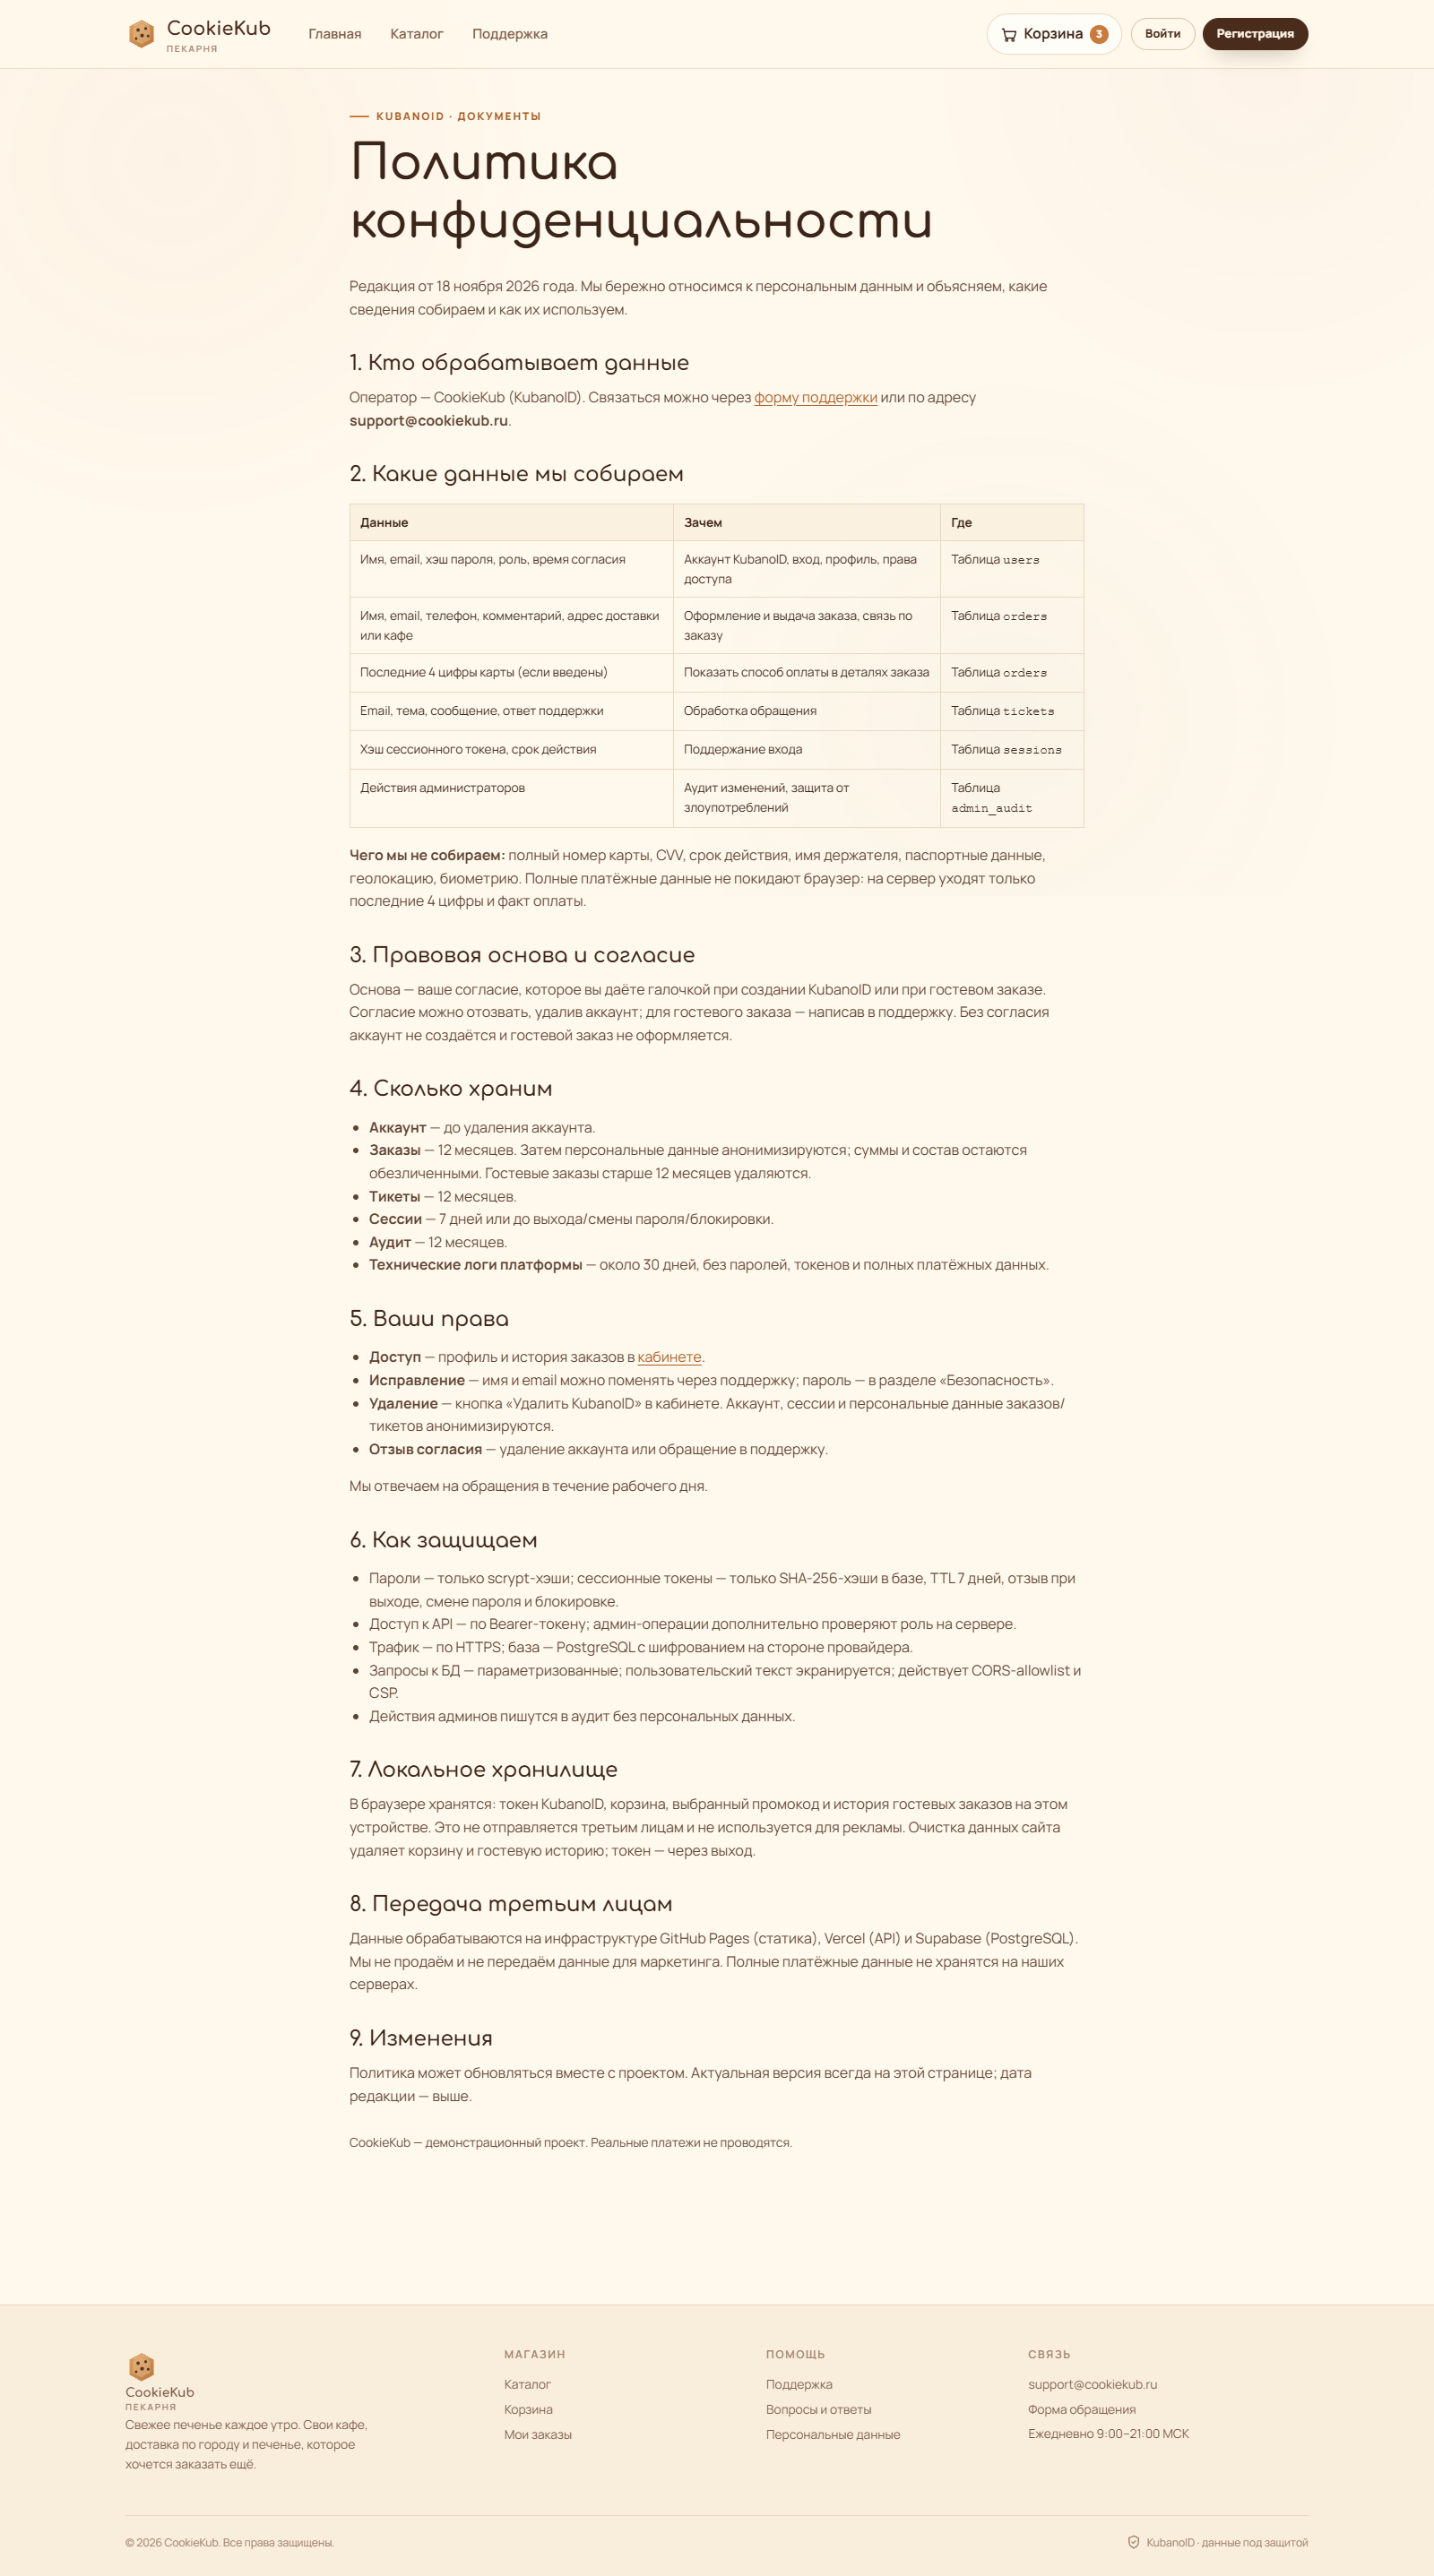 CookieKub
ПЕКАРНЯ
Главная
Каталог
Поддержка
Корзина 3
Войти
Регистрация
KUBANOID · ДОКУМЕНТЫ
Политика
конфиденциальности
Редакция от 18 ноября 2026 года. Мы бережно относимся к персональным данным и объясняем, какие
сведения собираем и как их используем.
1. Кто обрабатывает данные
Оператор — CookieKub (KubanoID). Связаться можно через форму поддержки или по адресу
support@cookiekub.ru.
2. Какие данные мы собираем
Данные
Зачем
Где
Имя, email, хэш пароля, роль, время согласия
Аккаунт KubanoID, вход, профиль, права
доступа
Таблица users
Имя, email, телефон, комментарий, адрес доставки
или кафе
Оформление и выдача заказа, связь по
заказу
Таблица orders
Последние 4 цифры карты (если введены)
Показать способ оплаты в деталях заказа
Таблица orders
Email, тема, сообщение, ответ поддержки
Обработка обращения
Таблица tickets
Хэш сессионного токена, срок действия
Поддержание входа
Таблица sessions
Действия администраторов
Аудит изменений, защита от
злоупотреблений
Таблица
admin_audit
Чего мы не собираем: полный номер карты, CVV, срок действия, имя держателя, паспортные данные,
геолокацию, биометрию. Полные платёжные данные не покидают браузер: на сервер уходят только
последние 4 цифры и факт оплаты.
3. Правовая основа и согласие
Основа — ваше согласие, которое вы даёте галочкой при создании KubanoID или при гостевом заказе.
Согласие можно отозвать, удалив аккаунт; для гостевого заказа — написав в поддержку. Без согласия
аккаунт не создаётся и гостевой заказ не оформляется.
4. Сколько храним
• Аккаунт — до удаления аккаунта.
• Заказы — 12 месяцев. Затем персональные данные анонимизируются; суммы и состав остаются
обезличенными. Гостевые заказы старше 12 месяцев удаляются.
• Тикеты — 12 месяцев.
• Сессии — 7 дней или до выхода/смены пароля/блокировки.
• Аудит — 12 месяцев.
• Технические логи платформы — около 30 дней, без паролей, токенов и полных платёжных данных.
5. Ваши права
• Доступ — профиль и история заказов в кабинете.
• Исправление — имя и email можно поменять через поддержку; пароль — в разделе «Безопасность».
• Удаление — кнопка «Удалить KubanoID» в кабинете. Аккаунт, сессии и персональные данные заказов/
тикетов анонимизируются.
• Отзыв согласия — удаление аккаунта или обращение в поддержку.
Мы отвечаем на обращения в течение рабочего дня.
6. Как защищаем
• Пароли — только scrypt-хэши; сессионные токены — только SHA-256-хэши в базе, TTL 7 дней, отзыв при
выходе, смене пароля и блокировке.
• Доступ к API — по Bearer-токену; админ-операции дополнительно проверяют роль на сервере.
• Трафик — по HTTPS; база — PostgreSQL с шифрованием на стороне провайдера.
• Запросы к БД — параметризованные; пользовательский текст экранируется; действует CORS-allowlist и
CSP.
• Действия админов пишутся в аудит без персональных данных.
7. Локальное хранилище
В браузере хранятся: токен KubanoID, корзина, выбранный промокод и история гостевых заказов на этом
устройстве. Это не отправляется третьим лицам и не используется для рекламы. Очистка данных сайта
удаляет корзину и гостевую историю; токен — через выход.
8. Передача третьим лицам
Данные обрабатываются на инфраструктуре GitHub Pages (статика), Vercel (API) и Supabase (PostgreSQL).
Мы не продаём и не передаём данные для маркетинга. Полные платёжные данные не хранятся на наших
серверах.
9. Изменения
Политика может обновляться вместе с проектом. Актуальная версия всегда на этой странице; дата
редакции — выше.
CookieKub — демонстрационный проект. Реальные платежи не проводятся.
CookieKub
ПЕКАРНЯ
Свежее печенье каждое утро. Свои кафе,
доставка по городу и печенье, которое
хочется заказать ещё.
МАГАЗИН
Каталог
Корзина
Мои заказы
ПОМОЩЬ
Поддержка
Вопросы и ответы
Персональные данные
СВЯЗЬ
support@cookiekub.ru
Форма обращения
Ежедневно 9:00–21:00 МСК
© 2026 CookieKub. Все права защищены.
KubanoID · данные под защитой